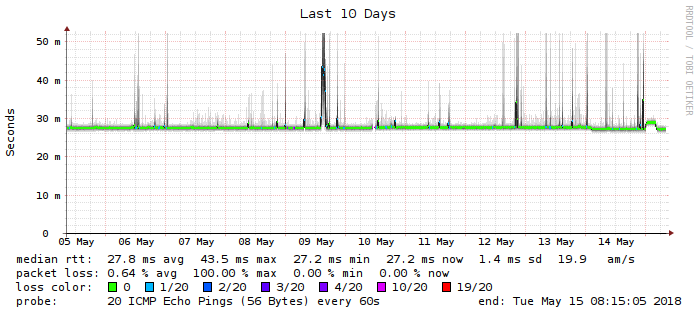 Last 10 Days
RRDTOOL / TOBI OETIKER
Seconds
50 m
40 m
30 m
20 m
10 m
0
05 May 06 May 07 May 08 May 09 May 10 May 11 May 12 May 13 May 14 May
median rtt: 27.8 ms avg 43.5 ms max 27.2 ms min 27.2 ms now 1.4 ms sd 19.9 am/s
packet loss: 0.64 % avg 100.00 % max 0.00 % min 0.00 % now
loss color: 0 1/20 2/20 3/20 4/20 10/20 19/20
probe: 20 ICMP Echo Pings (56 Bytes) every 60s end: Tue May 15 08:15:05 2018